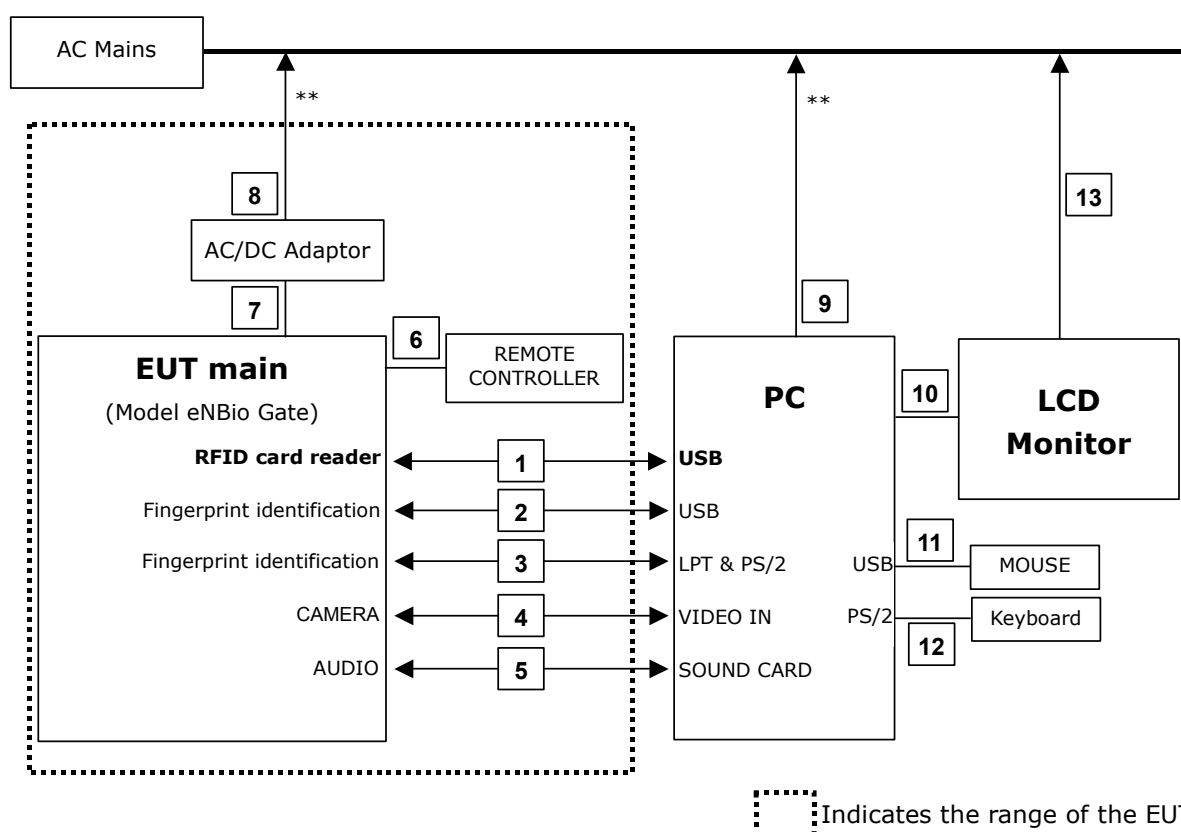 AC Mains
**
**
8
13
AC/DC Adaptor
7
9
6
REMOTE
CONTROLLER
EUT main
(Model eNBio Gate)
PC
10
LCD
Monitor
RFID card reader
1
USB
Fingerprint identification
2
USB
Fingerprint identification
3
LPT & PS/2
USB
11
MOUSE
CAMERA
4
VIDEO IN
PS/2
12
Keyboard
AUDIO
5
SOUND CARD
Indicates the range of the EUT